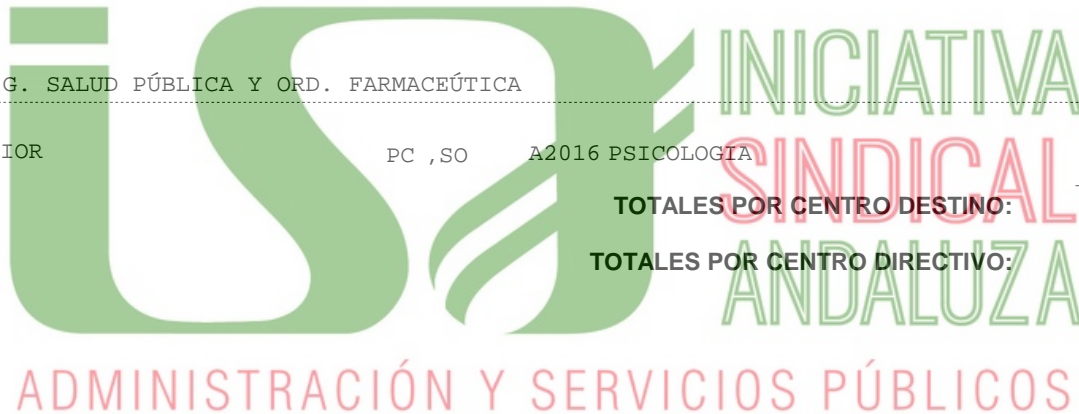 isa
INICIATIVA
G. SALUD PÚBLICA Y ORD. FARMACEÚTICA
IOR PC ,SO A2016 PSICOLOGIA
SINDICAL
TOTALES POR CENTRO DESTINO:
TOTALES POR CENTRO DIRECTIVO:
ANDALUZA
ADMINISTRACIÓN Y SERVICIOS PÚBLICOS